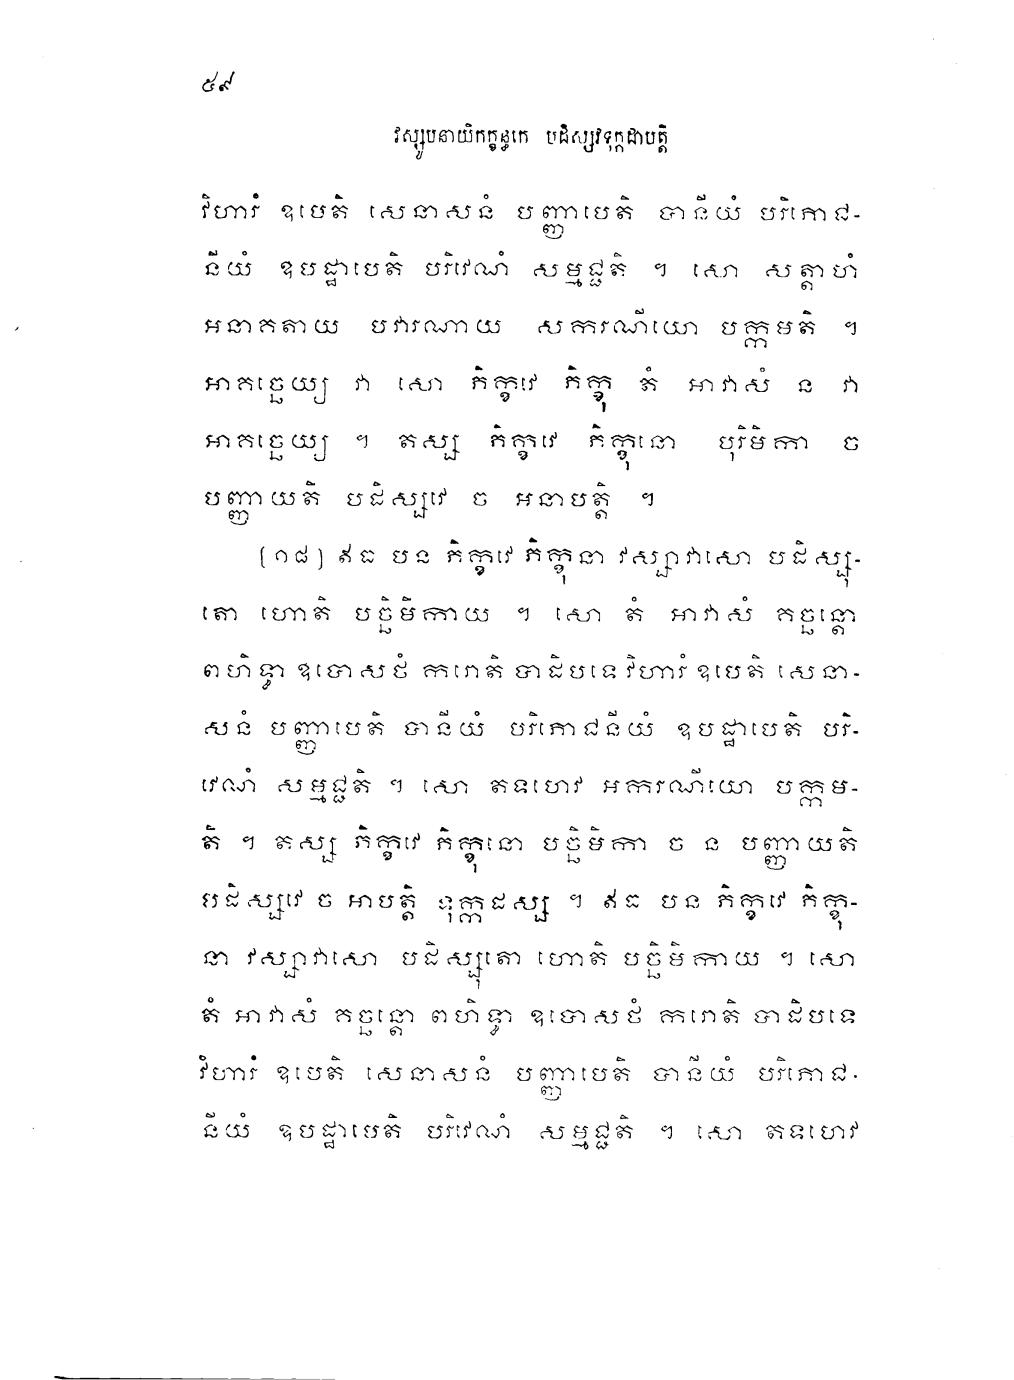 ៥៩
វស្សូបនាយិកក្ខន្ធកេ បដិស្សវទុក្កដាបត្តិ
វិហារំ ឧបេតិ សេនាសនំ បញ្ញាបេតិ បានីយំ បរិភោជ-
នីយំ ឧបដ្ឋាបេតិ បរិវេណំ សម្មជ្ជតិ ។ សោ សត្តាហំ
អនាគតាយ បវារណាយ សករណីយោ បក្កមតិ ។
អាគច្ឆេយ្យ វា សោ ភិក្ខវេ ភិក្ខុ តំ អាវាសំ ន វា
អាគច្ឆេយ្យ ។ តស្ស ភិក្ខវេ ភិក្ខុនោ បុរិមិកា ច
បញ្ញាយតិ បដិស្សវេ ច អនាបត្តិ ។
(១៨) ឥធ បន ភិក្ខវេ ភិក្ខុនា វស្សាវាសោ បដិស្សុ-
តោ ហោតិ បច្ឆិមិកាយ ។ សោ តំ អាវាសំ គច្ឆន្តោ
ពហិទ្ធា ឧបោសថំ ករោតិ បាដិបទេ វិហារំ ឧបេតិ សេនា-
សនំ បញ្ញាបេតិ បានីយំ បរិភោជនីយំ ឧបដ្ឋាបេតិ បរិ-
វេណំ សម្មជ្ជតិ ។ សោ តទហេវ អករណីយោ បក្កម-
តិ ។ តស្ស ភិក្ខវេ ភិក្ខុនោ បច្ឆិមិកា ច ន បញ្ញាយតិ
បដិស្សវេ ច អាបត្តិ ទុក្កដស្ស ។ ឥធ បន ភិក្ខវេ ភិក្ខុ-
នា វស្សាវាសោ បដិស្សុតោ ហោតិ បច្ឆិមិកាយ ។ សោ
តំ អាវាសំ គច្ឆន្តោ ពហិទ្ធា ឧបោសថំ ករោតិ បាដិបទេ
វិហារំ ឧបេតិ សេនាសនំ បញ្ញាបេតិ បានីយំ បរិភោជ-
នីយំ ឧបដ្ឋាបេតិ បរិវេណំ សម្មជ្ជតិ ។ សោ តទហេវ